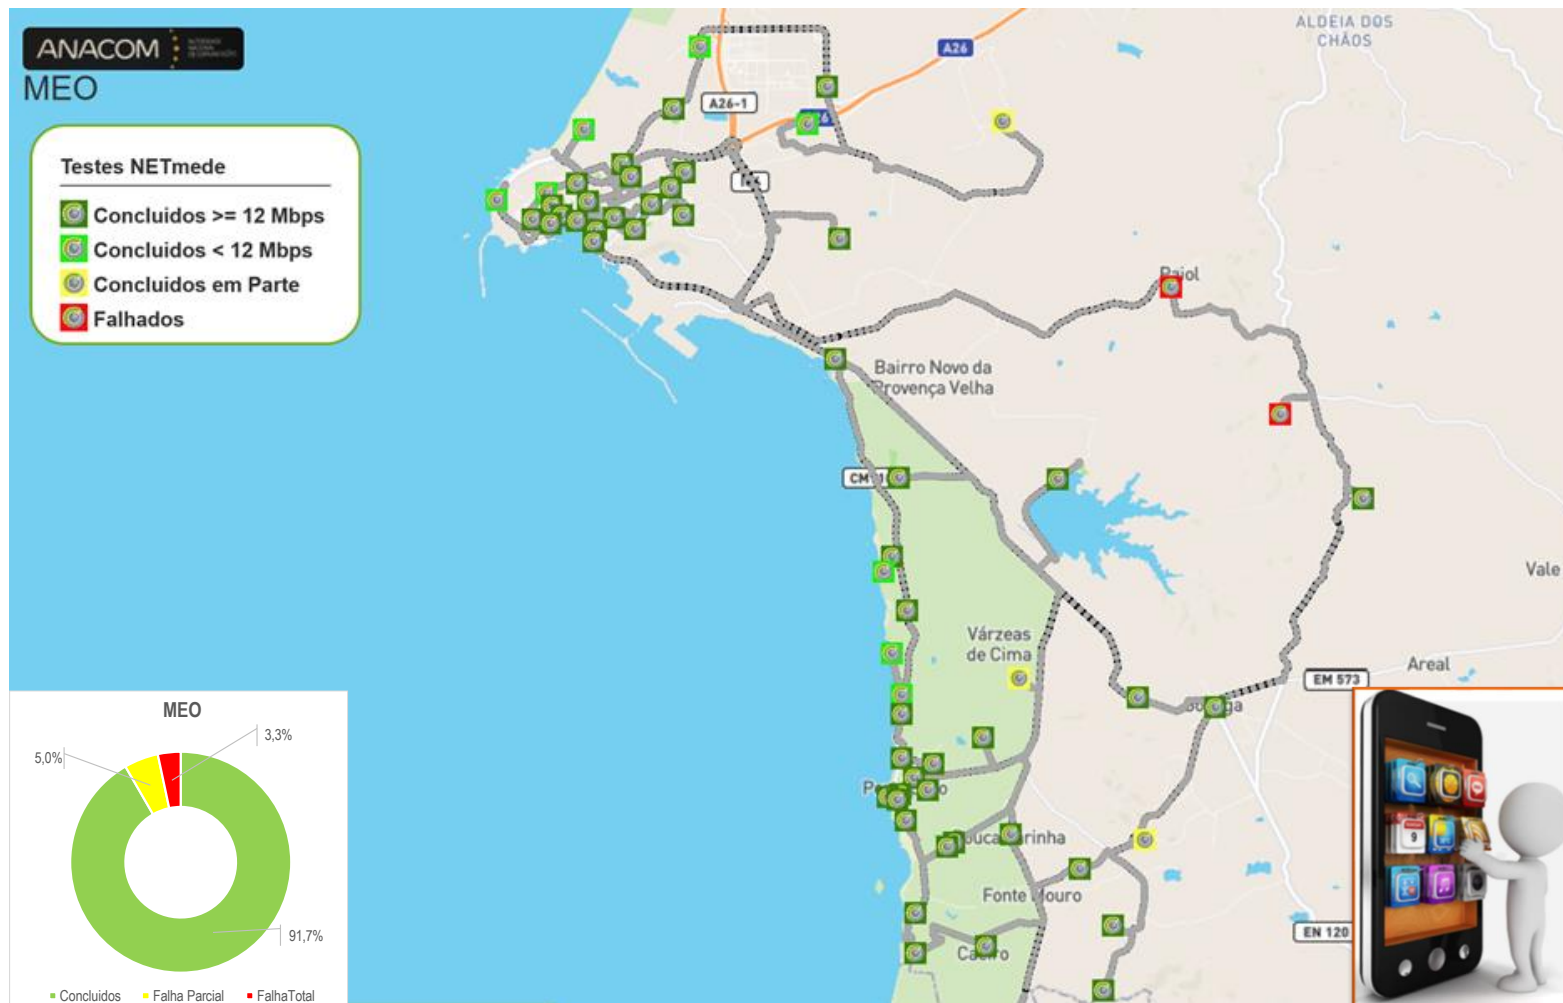 ANACOM
MEO
Testes NETmede
Concluidos >= 12 Mbps
Concluidos < 12 Mbps
Concluidos em Parte
Falhados
ALDEIA DOS
CHÃOS
A26
A26-1
Bairro Novo da
Provença Velha
Vale
Várzeas
de Cima
Areal
EM 573
Fonte Mouro
EN 120
MEO
3,3%
5,0%
91,7%
Concluidos
Falha Parcial
FalhaTotal
9